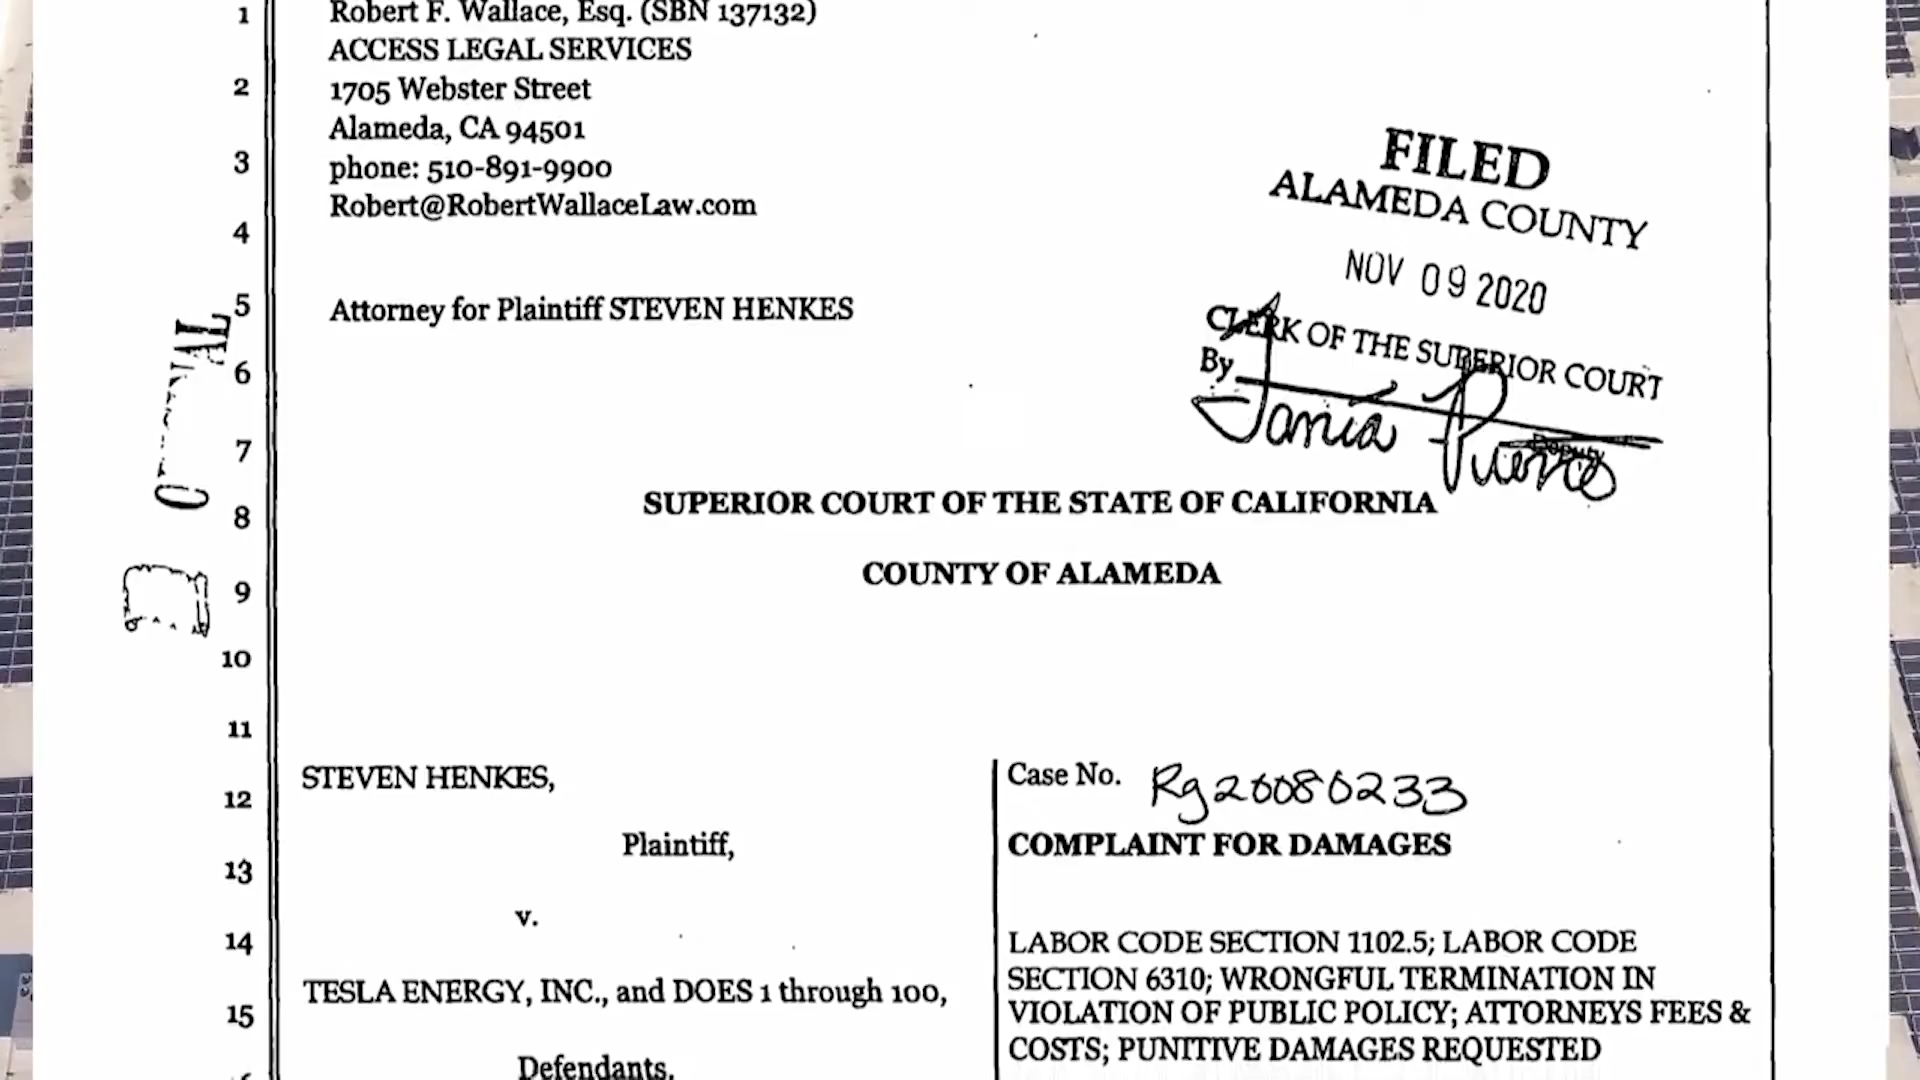 1 Robert F. Wallace, Esq. (SBN 137132)
ACCESS LEGAL SERVICES
2 1705 Webster Street
Alameda, CA 94501
3 phone: 510-891-9900
Robert@RobertWallaceLaw.com
4
5 Attorney for Plaintiff STEVEN HENKES
FILED
ALAMEDA COUNTY
NOV 09 2020
CLERK OF THE SUPERIOR COURT
By Tania
Deputy
6
7
8 SUPERIOR COURT OF THE STATE OF CALIFORNIA
9 COUNTY OF ALAMEDA
10
11
12 STEVEN HENKES,
Plaintiff,
13
v.
14
TESLA ENERGY, INC., and DOES 1 through 100,
15
Defendants.
Case No. Rg20080233
COMPLAINT FOR DAMAGES
LABOR CODE SECTION 1102.5; LABOR CODE
SECTION 6310; WRONGFUL TERMINATION IN
VIOLATION OF PUBLIC POLICY; ATTORNEYS FEES &
COSTS; PUNITIVE DAMAGES REQUESTED